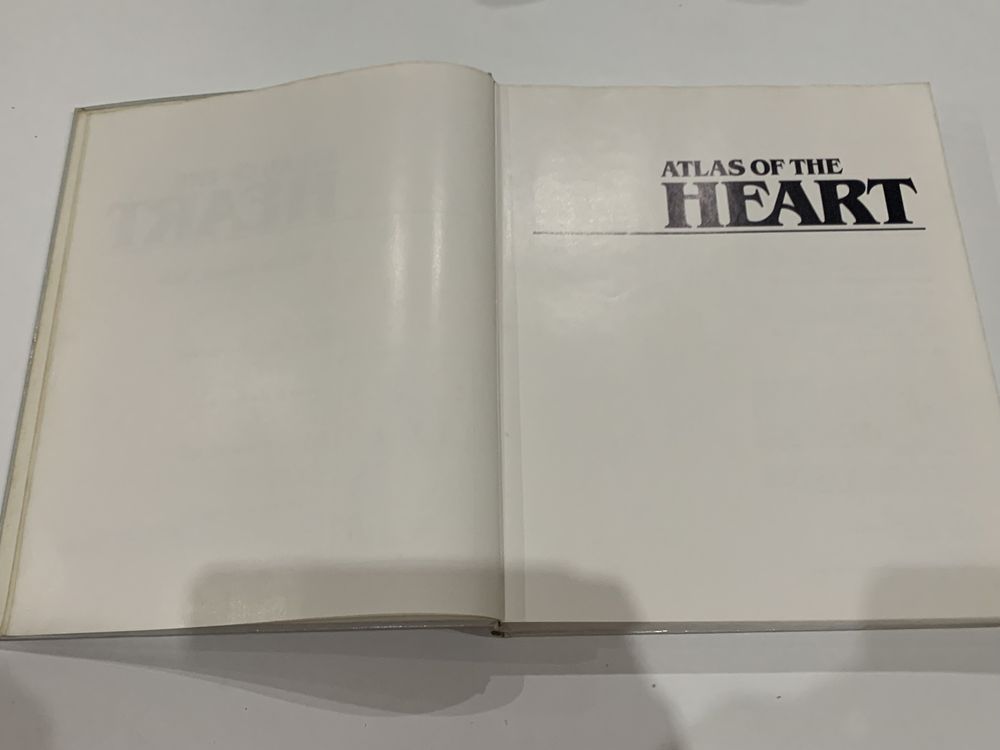 ATLAS OF THE
HEART